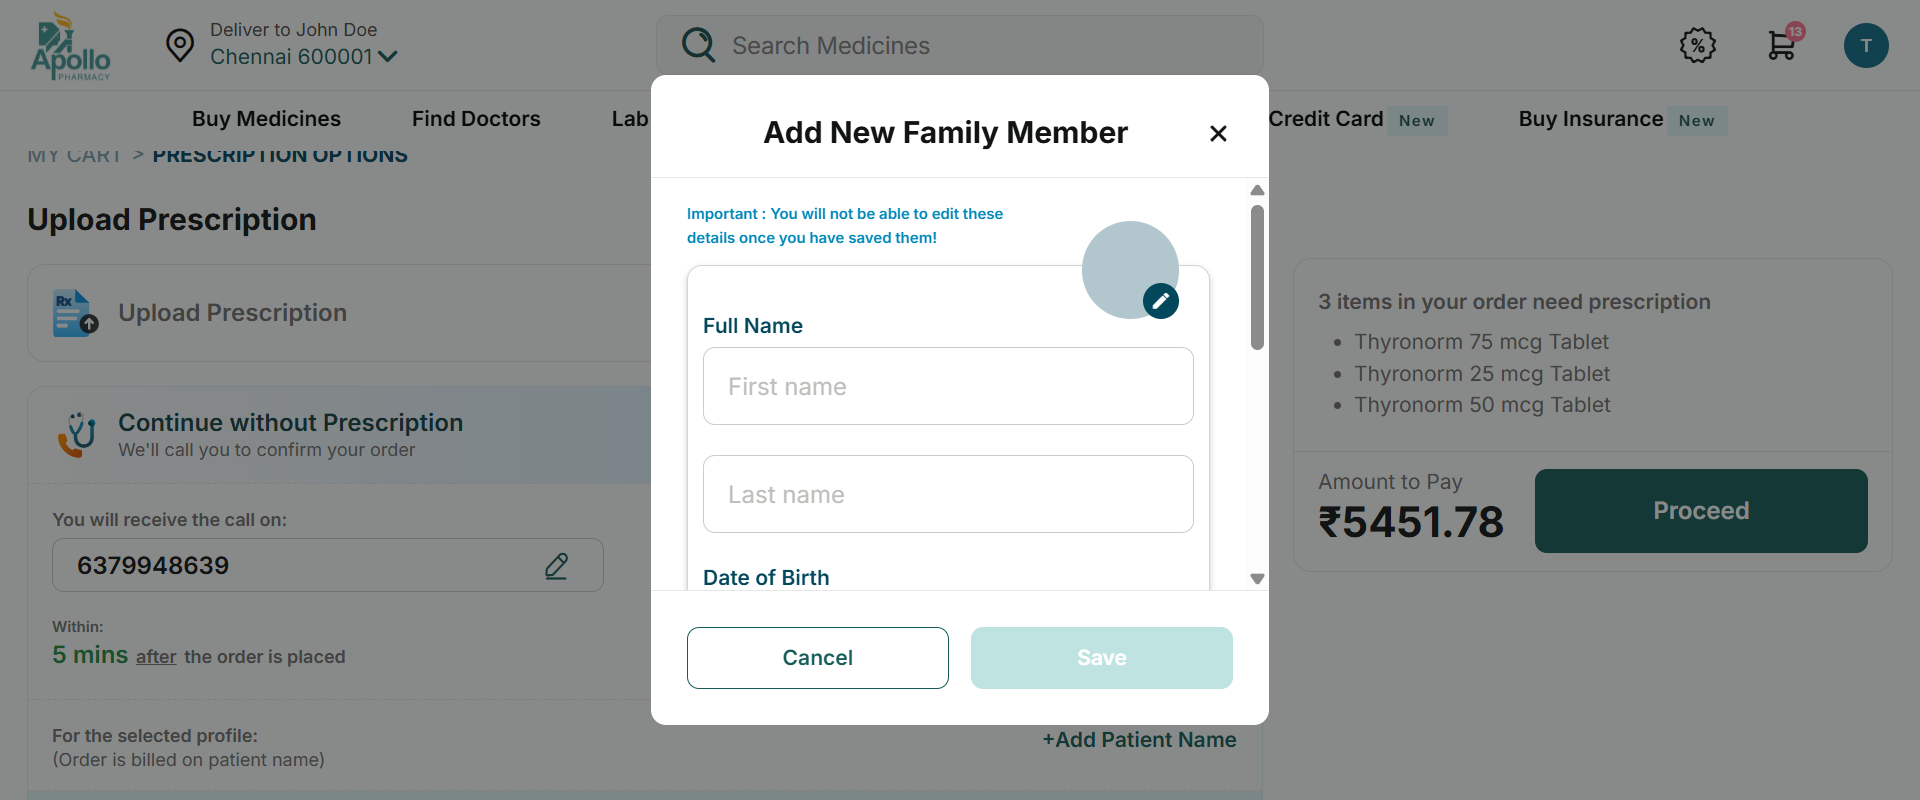 Apollo
PHARMACY
Deliver to John Doe
Chennai 600001
Search Medicines
%
13
T
Buy Medicines
Find Doctors
Lab
Credit Card
New
Buy Insurance
New
MY CART > PRESCRIPTION OPTIONS
Upload Prescription
Rx
Upload Prescription
Continue without Prescription
We'll call you to confirm your order
You will receive the call on:
6379948639
Within:
5 mins after the order is placed
For the selected profile:
(Order is billed on patient name)
+Add Patient Name
Add New Family Member
Important : You will not be able to edit these
details once you have saved them!
Full Name
First name
Last name
Date of Birth
Cancel
Save
3 items in your order need prescription
• Thyronorm 75 mcg Tablet
• Thyronorm 25 mcg Tablet
• Thyronorm 50 mcg Tablet
Amount to Pay
₹5451.78
Proceed